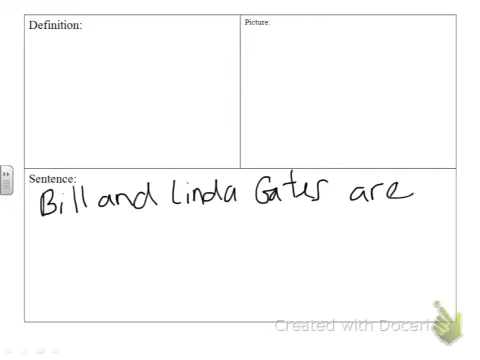 Definition:
Picture:
Sentence:
Bill and Linda Gates are
Created with Doceri